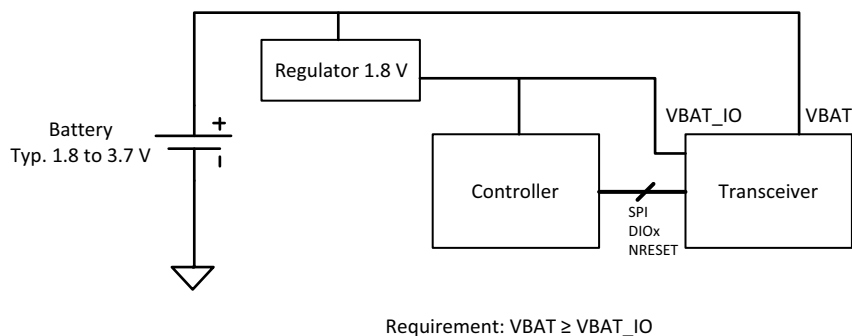 Regulator 1.8 V
Battery
Typ. 1.8 to 3.7 V
+
VBAT_IO
VBAT
Controller
Transceiver
SPI
DIOx
NRESET
Requirement: VBAT ≥ VBAT_IO